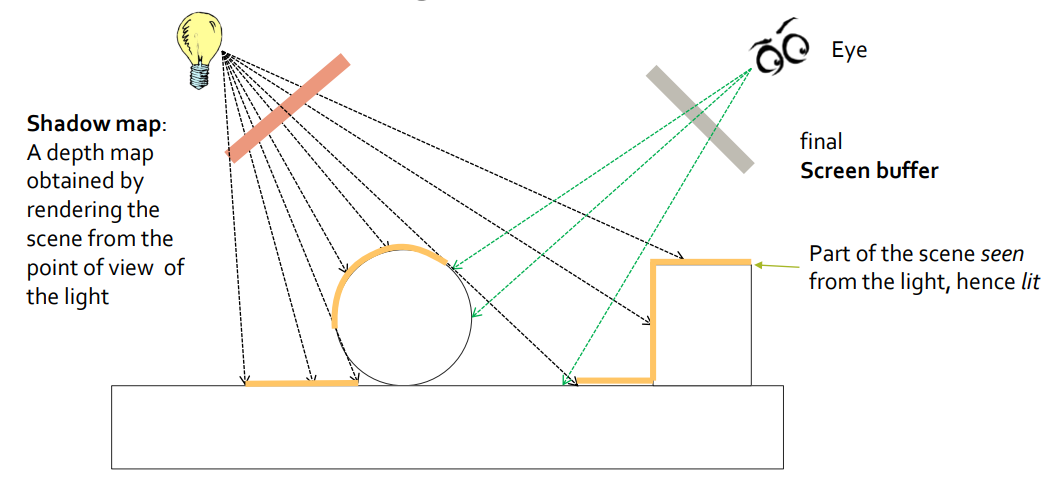 Eye
Shadow map:
A depth map
obtained by
rendering the
scene from the
point of view of
the light
final
Screen buffer
Part of the scene seen
from the light, hence lit